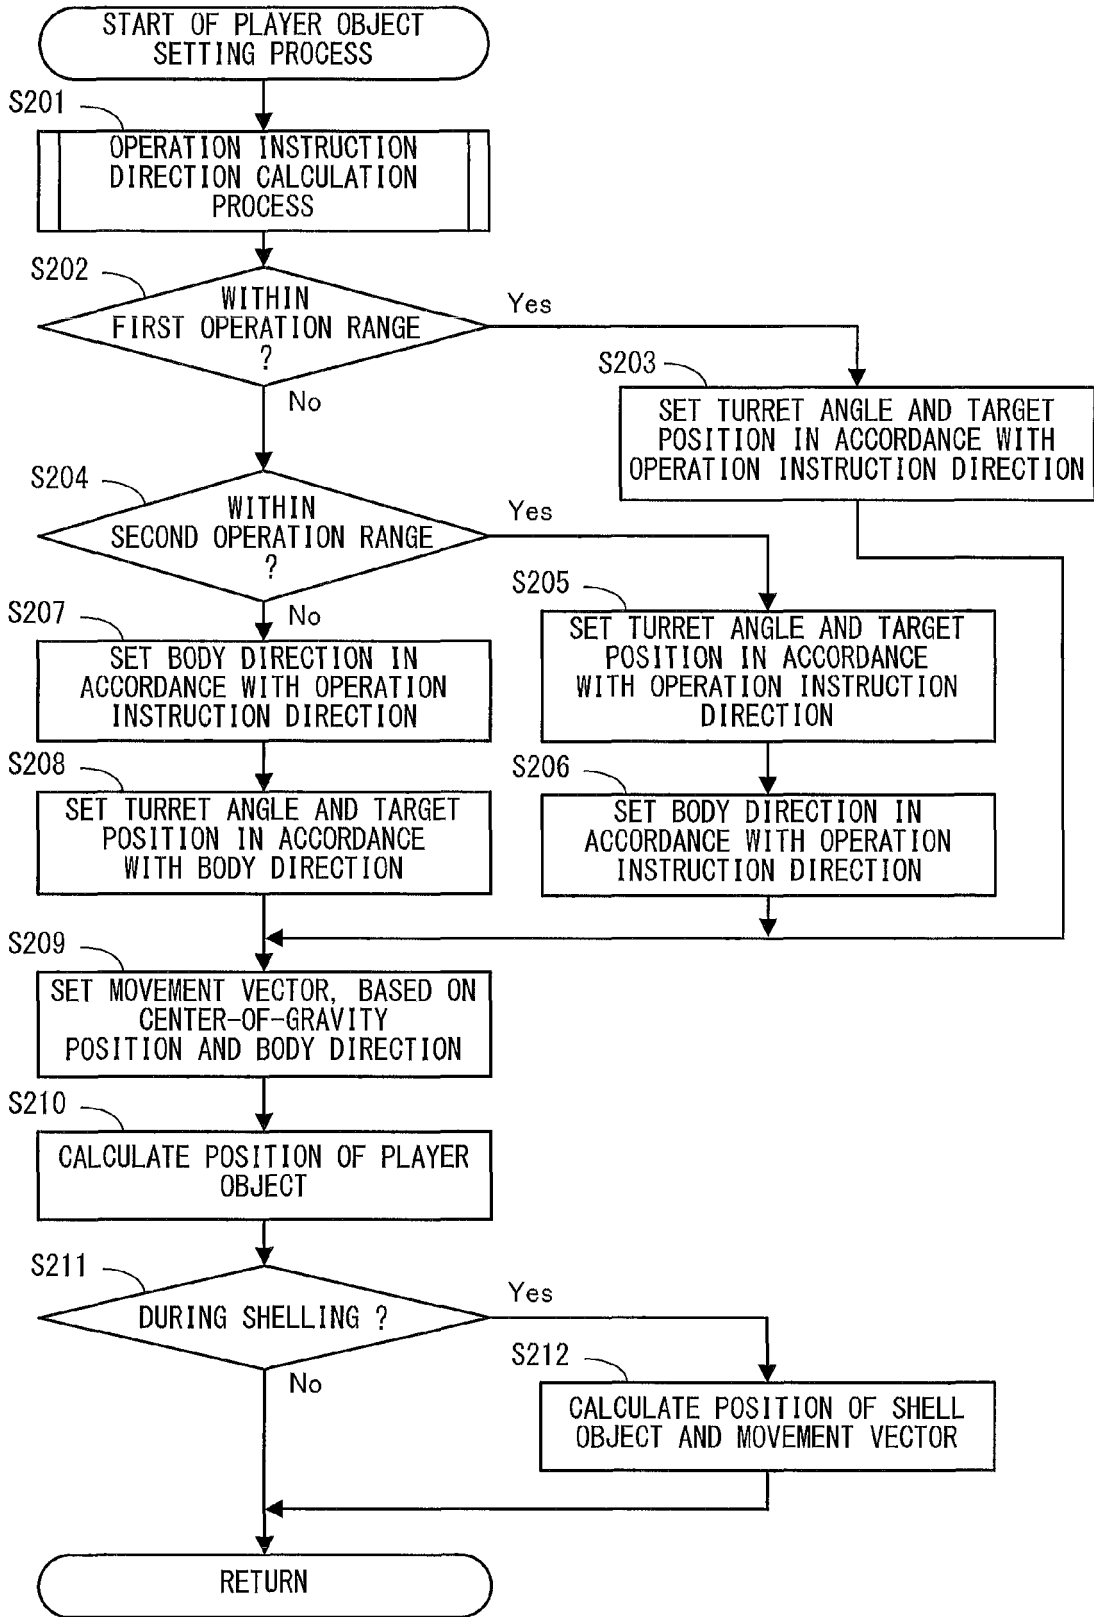 START OF PLAYER OBJECT
SETTING PROCESS
S201
OPERATION INSTRUCTION
DIRECTION CALCULATION
PROCESS
S202
WITHIN
FIRST OPERATION RANGE
?
Yes
No
S203
SET TURRET ANGLE AND TARGET
POSITION IN ACCORDANCE WITH
OPERATION INSTRUCTION DIRECTION
S204
WITHIN
SECOND OPERATION RANGE
?
Yes
No
S205
SET TURRET ANGLE AND TARGET
POSITION IN ACCORDANCE
WITH OPERATION INSTRUCTION
DIRECTION
S206
SET BODY DIRECTION IN
ACCORDANCE WITH OPERATION
INSTRUCTION DIRECTION
S207
SET BODY DIRECTION IN
ACCORDANCE WITH OPERATION
INSTRUCTION DIRECTION
S208
SET TURRET ANGLE AND TARGET
POSITION IN ACCORDANCE
WITH BODY DIRECTION
S209
SET MOVEMENT VECTOR, BASED ON
CENTER-OF-GRAVITY
POSITION AND BODY DIRECTION
S210
CALCULATE POSITION OF PLAYER
OBJECT
S211
DURING SHELLING ?
Yes
No
S212
CALCULATE POSITION OF SHELL
OBJECT AND MOVEMENT VECTOR
RETURN